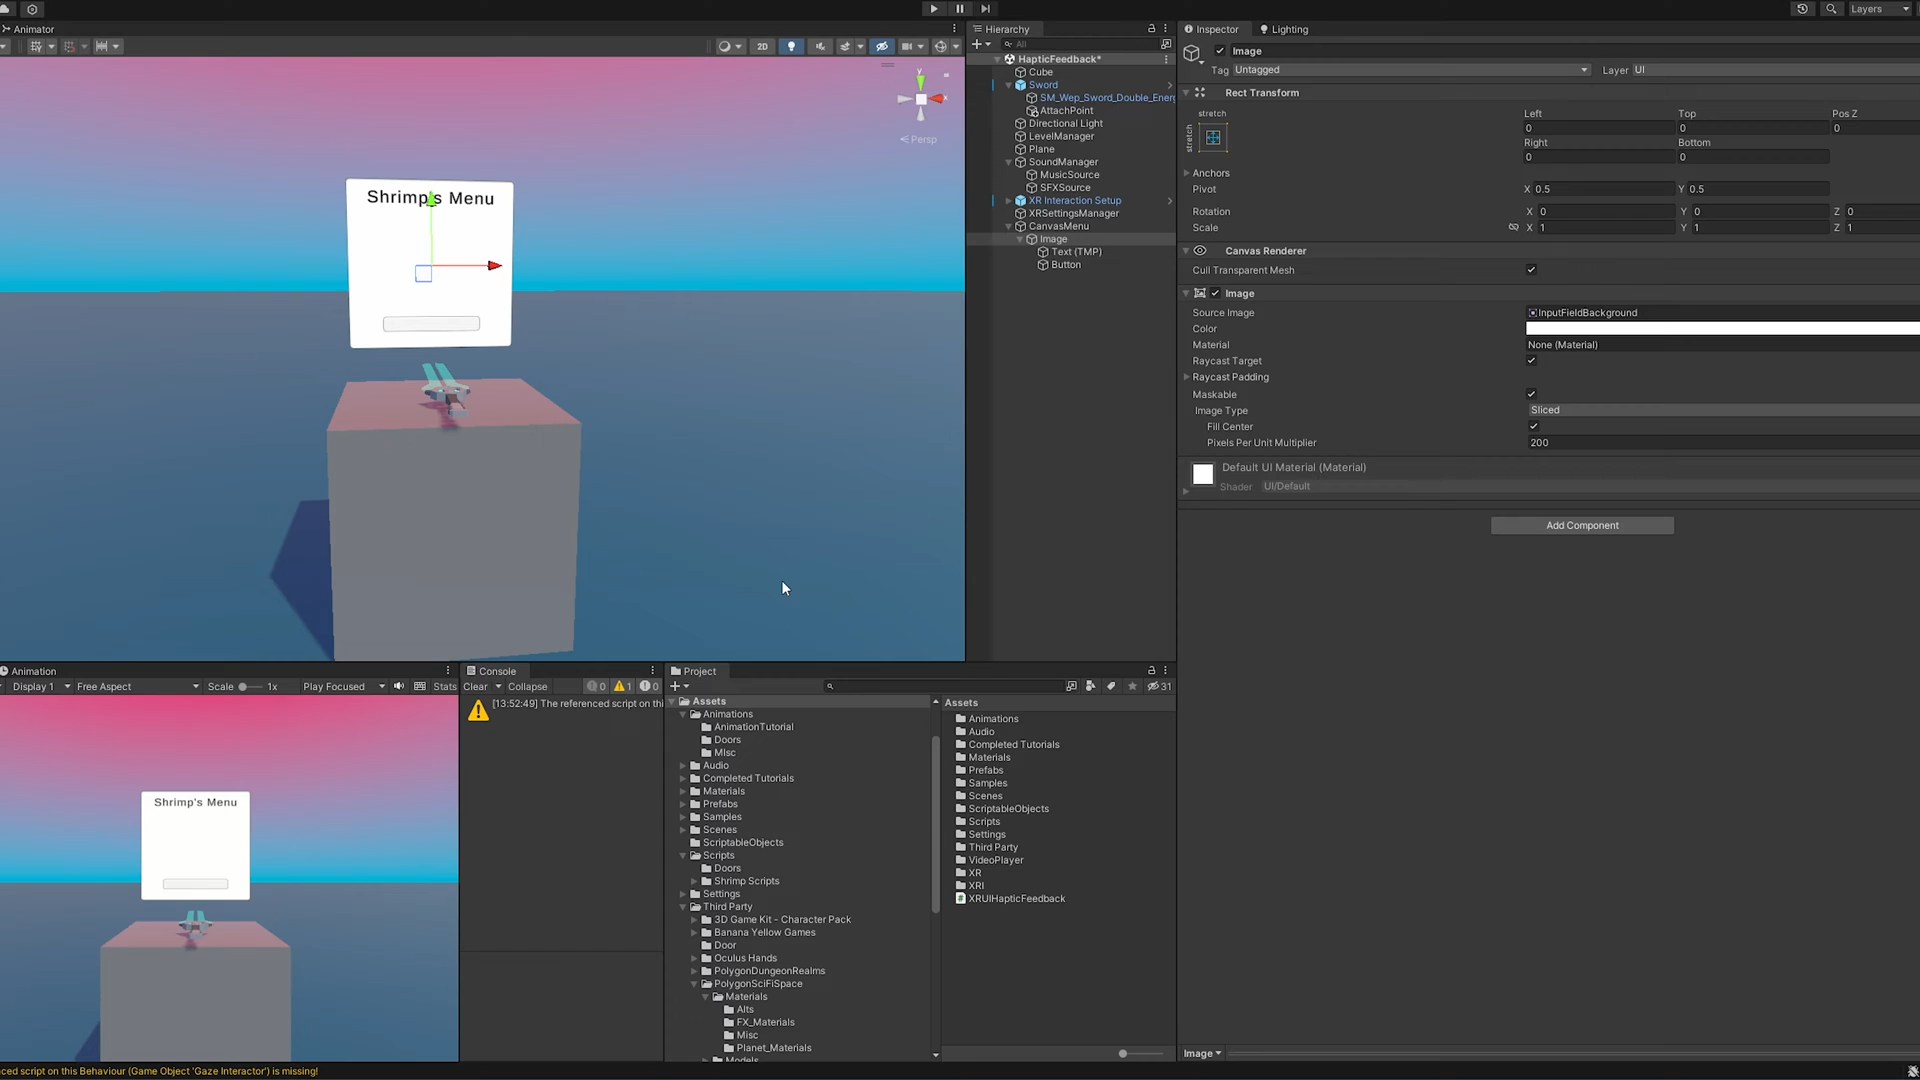 Layers
Animator
2D
Persp
Shrimp's Menu
Hierarchy
All
HapticFeedback*
Cube
Sword
SM_Wep_Sword_Double_Ener
AttachPoint
Directional Light
LevelManager
Plane
SoundManager
MusicSource
SFXSource
XR Interaction Setup
XRSettingsManager
CanvasMenu
Image
Text (TMP)
Button
Inspector
Lighting
Image
Tag Untagged
Layer UI
Rect Transform
stretch
stretch
Left Top Pos Z
0 0 0
Right Bottom
0 0
Anchors
Pivot X 0.5 Y 0.5
Rotation X 0 Y 0 Z 0
Scale X 1 Y 1 Z 1
Canvas Renderer
Cull Transparent Mesh
Image
Source Image InputFieldBackground
Color
Material None (Material)
Raycast Target
Raycast Padding
Maskable
Image Type Sliced
Fill Center
Pixels Per Unit Multiplier 200
Default UI Material (Material)
Shader UI/Default
Add Component
Image
Animation
Display 1 Free Aspect Scale 1x Play Focused Stats
Shrimp's Menu
Console
Clear Collapse 0 1 0
[13:52:49] The referenced script on thi
Project
31
Assets
Animations
AnimationTutorial
Doors
MIsc
Audio
Completed Tutorials
Materials
Prefabs
Samples
Scenes
ScriptableObjects
Scripts
Doors
Shrimp Scripts
Settings
Third Party
3D Game Kit - Character Pack
Banana Yellow Games
Door
Oculus Hands
PolygonDungeonRealms
PolygonSciFiSpace
Materials
Alts
FX_Materials
Misc
Planet_Materials
Models
Assets
Animations
Audio
Completed Tutorials
Materials
Prefabs
Samples
Scenes
ScriptableObjects
Scripts
Settings
Third Party
VideoPlayer
XR
XRI
XRUIHapticFeedback
ced script on this Behaviour (Game Object 'Gaze Interactor') is missing!